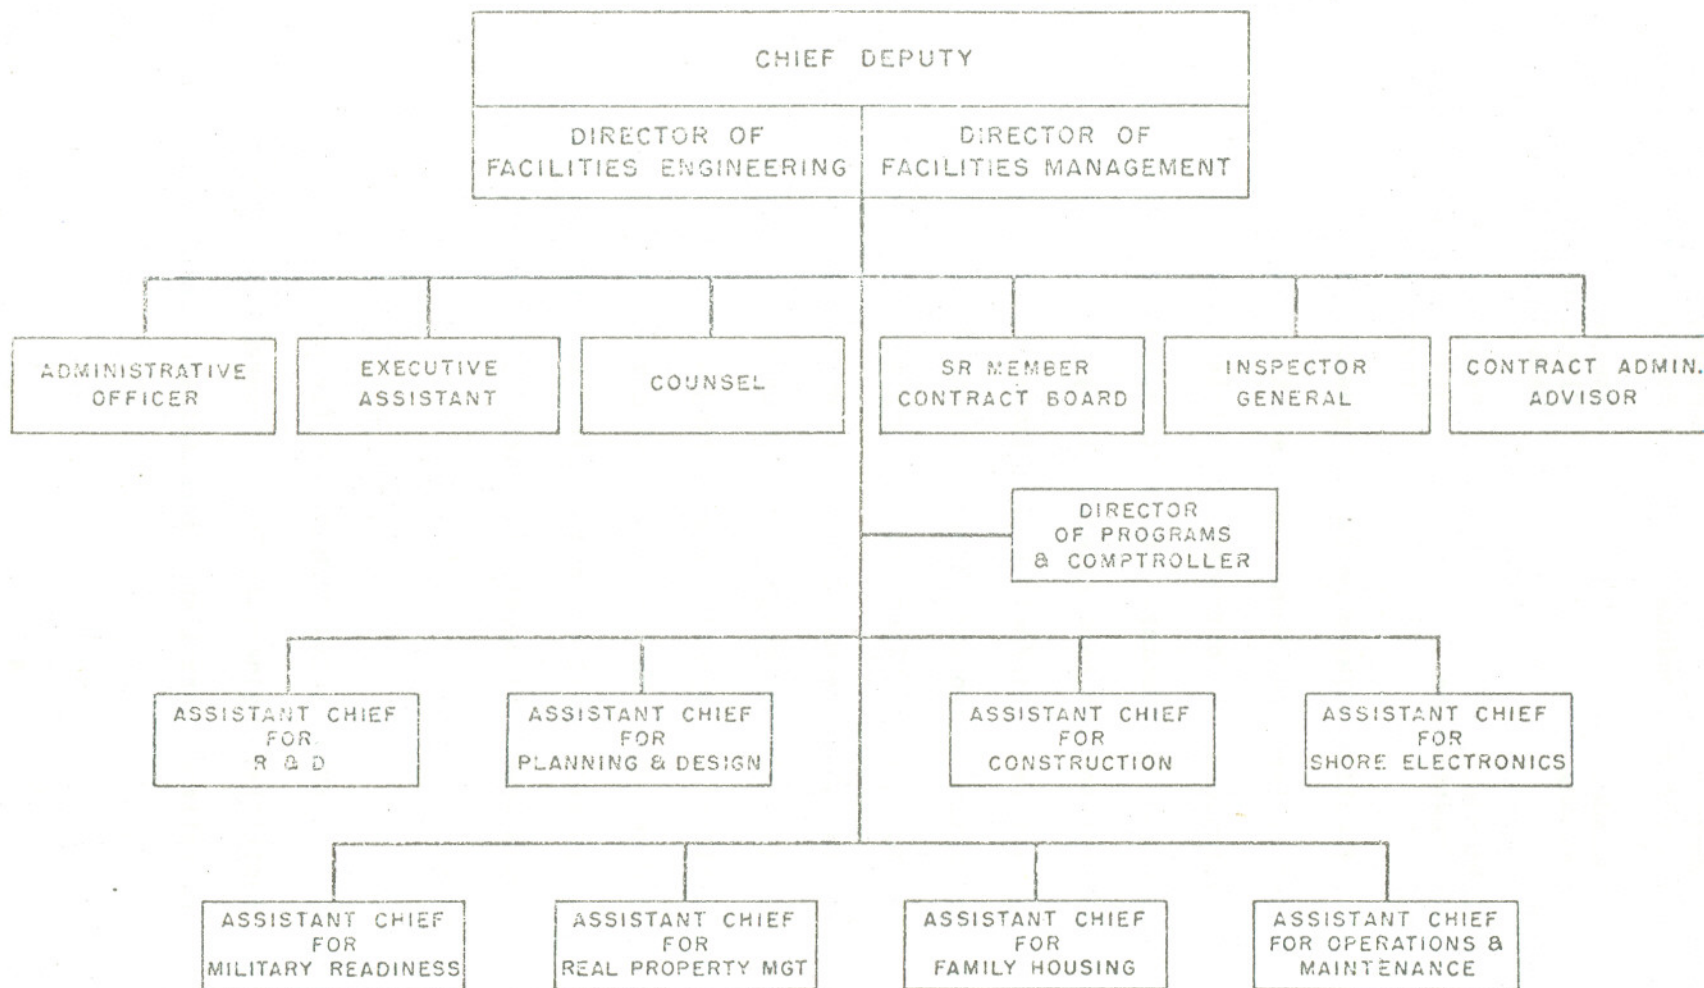 CHIEF DEPUTY
DIRECTOR OF
FACILITIES ENGINEERING
DIRECTOR OF
FACILITIES MANAGEMENT
ADMINISTRATIVE
OFFICER
EXECUTIVE
ASSISTANT
COUNSEL
SR MEMBER
CONTRACT BOARD
INSPECTOR
GENERAL
CONTRACT ADMIN.
ADVISOR
DIRECTOR
OF PROGRAMS
& COMPTROLLER
ASSISTANT CHIEF
FOR
R & D
ASSISTANT CHIEF
FOR
PLANNING & DESIGN
ASSISTANT CHIEF
FOR
CONSTRUCTION
ASSISTANT CHIEF
FOR
SHORE ELECTRONICS
ASSISTANT CHIEF
FOR
MILITARY READINESS
ASSISTANT CHIEF
FOR
REAL PROPERTY MGT
ASSISTANT CHIEF
FOR
FAMILY HOUSING
ASSISTANT CHIEF
FOR OPERATIONS &
MAINTENANCE